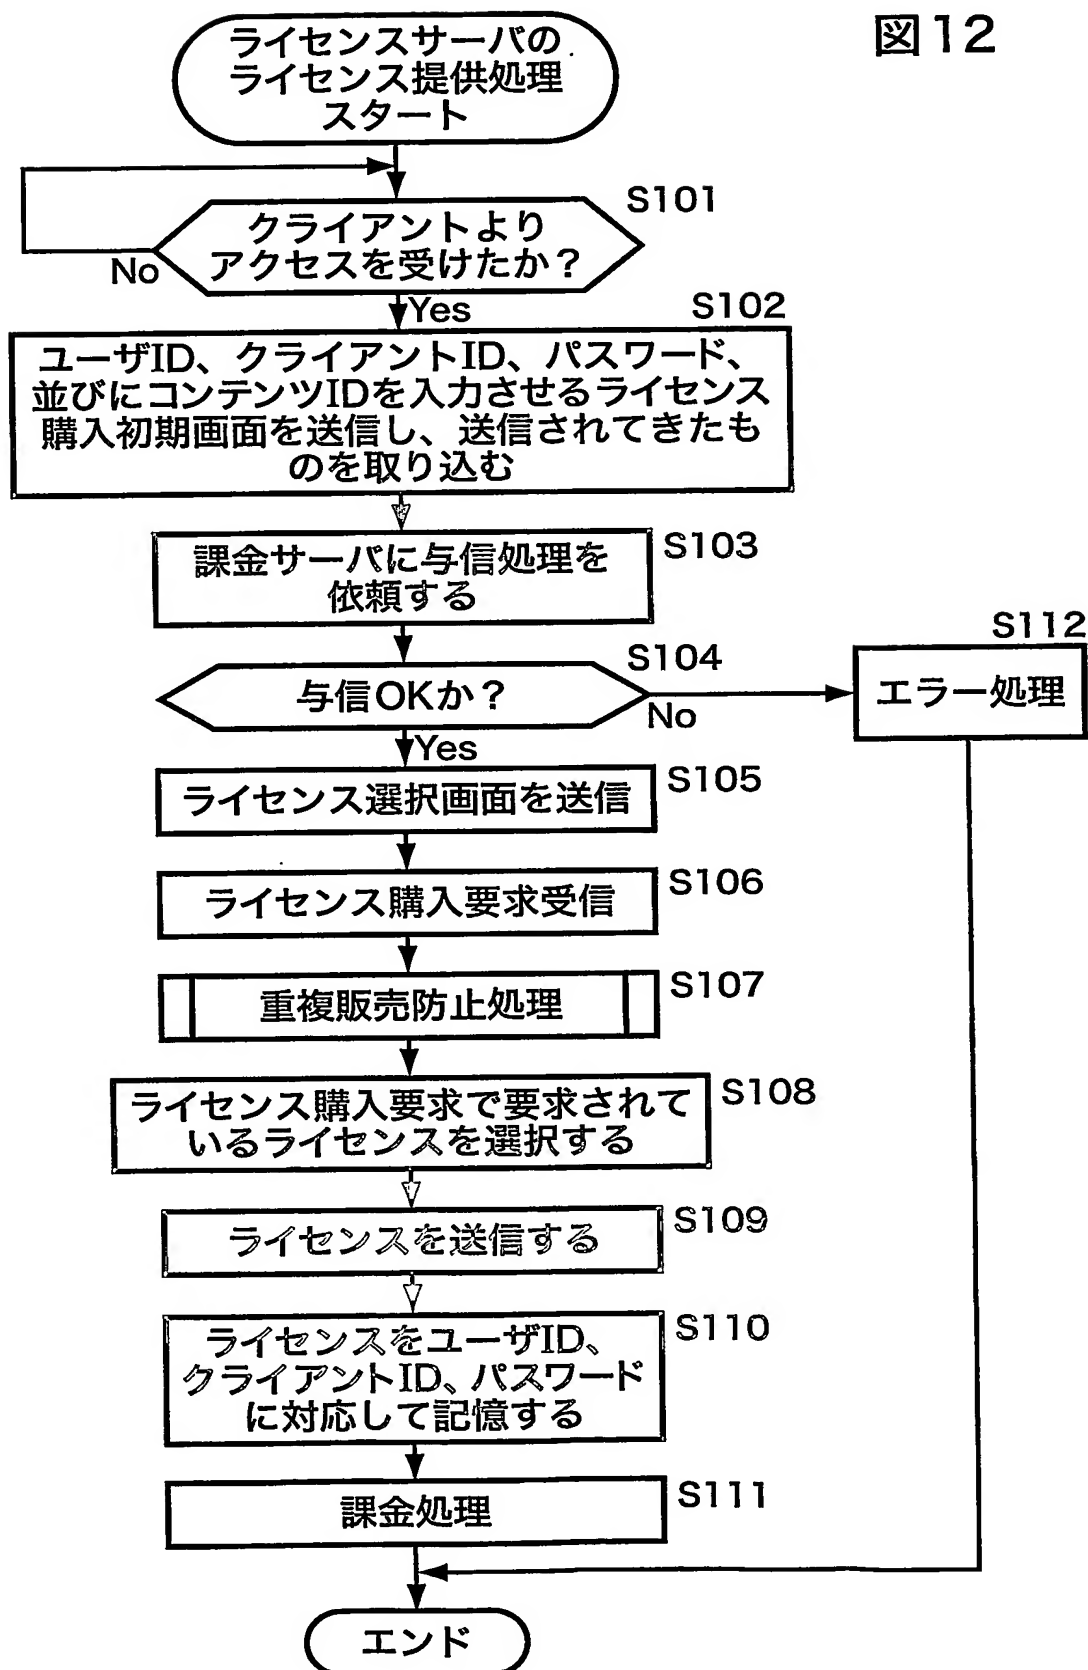 図12
ライセンスサーバの
ライセンス提供処理
スタート
S101
クライアントより
アクセスを受けたか？
No
Yes
S102
ユーザID、クライアントID、パスワード、
並びにコンテンツIDを入力させるライセンス
購入初期画面を送信し、送信されてきたも
のを取り込む
S103
課金サーバに与信処理を
依頼する
S104
与信OKか？
No
Yes
S112
エラー処理
S105
ライセンス選択画面を送信
S106
ライセンス購入要求受信
S107
重複販売防止処理
S108
ライセンス購入要求で要求されて
いるライセンスを選択する
S109
ライセンスを送信する
S110
ライセンスをユーザID、
クライアントID、パスワード
に対応して記憶する
S111
課金処理
エンド